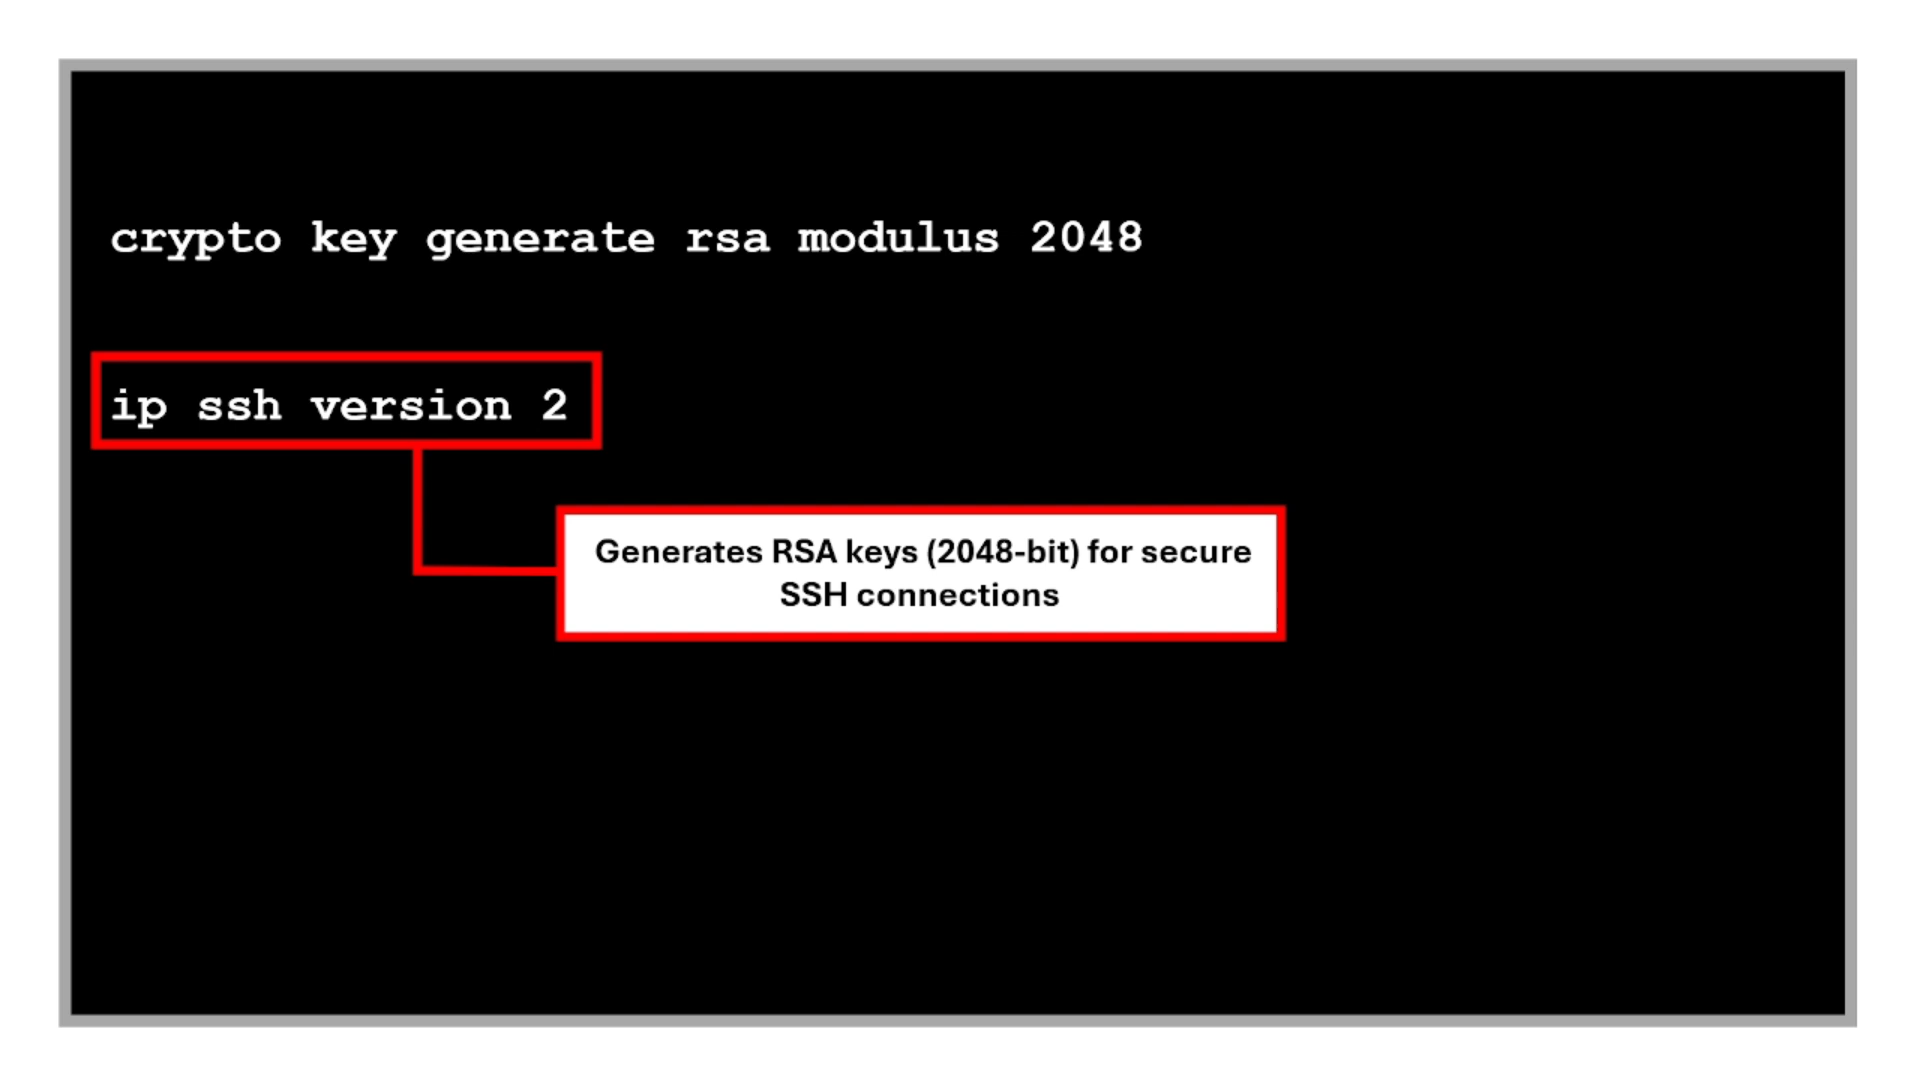 crypto key generate rsa modulus 2048
ip ssh version 2
Generates RSA keys (2048-bit) for secure
SSH connections